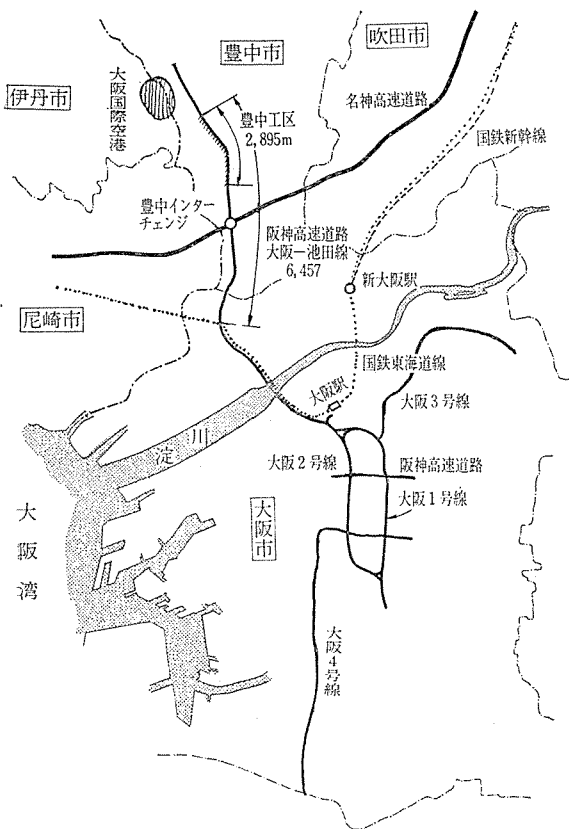 吹田市
豊中市
伊丹市
大阪国際空港
名神高速道路
豊中工区
2,895m
国鉄新幹線
豊中インター
チェンジ
阪神高速道路
大阪ー池田線
6,457
新大阪駅
尼崎市
国鉄東海道線
大阪駅
大阪3号線
淀川
大阪2号線
阪神高速道路
大阪1号線
大阪市
大阪湾
大阪4号線